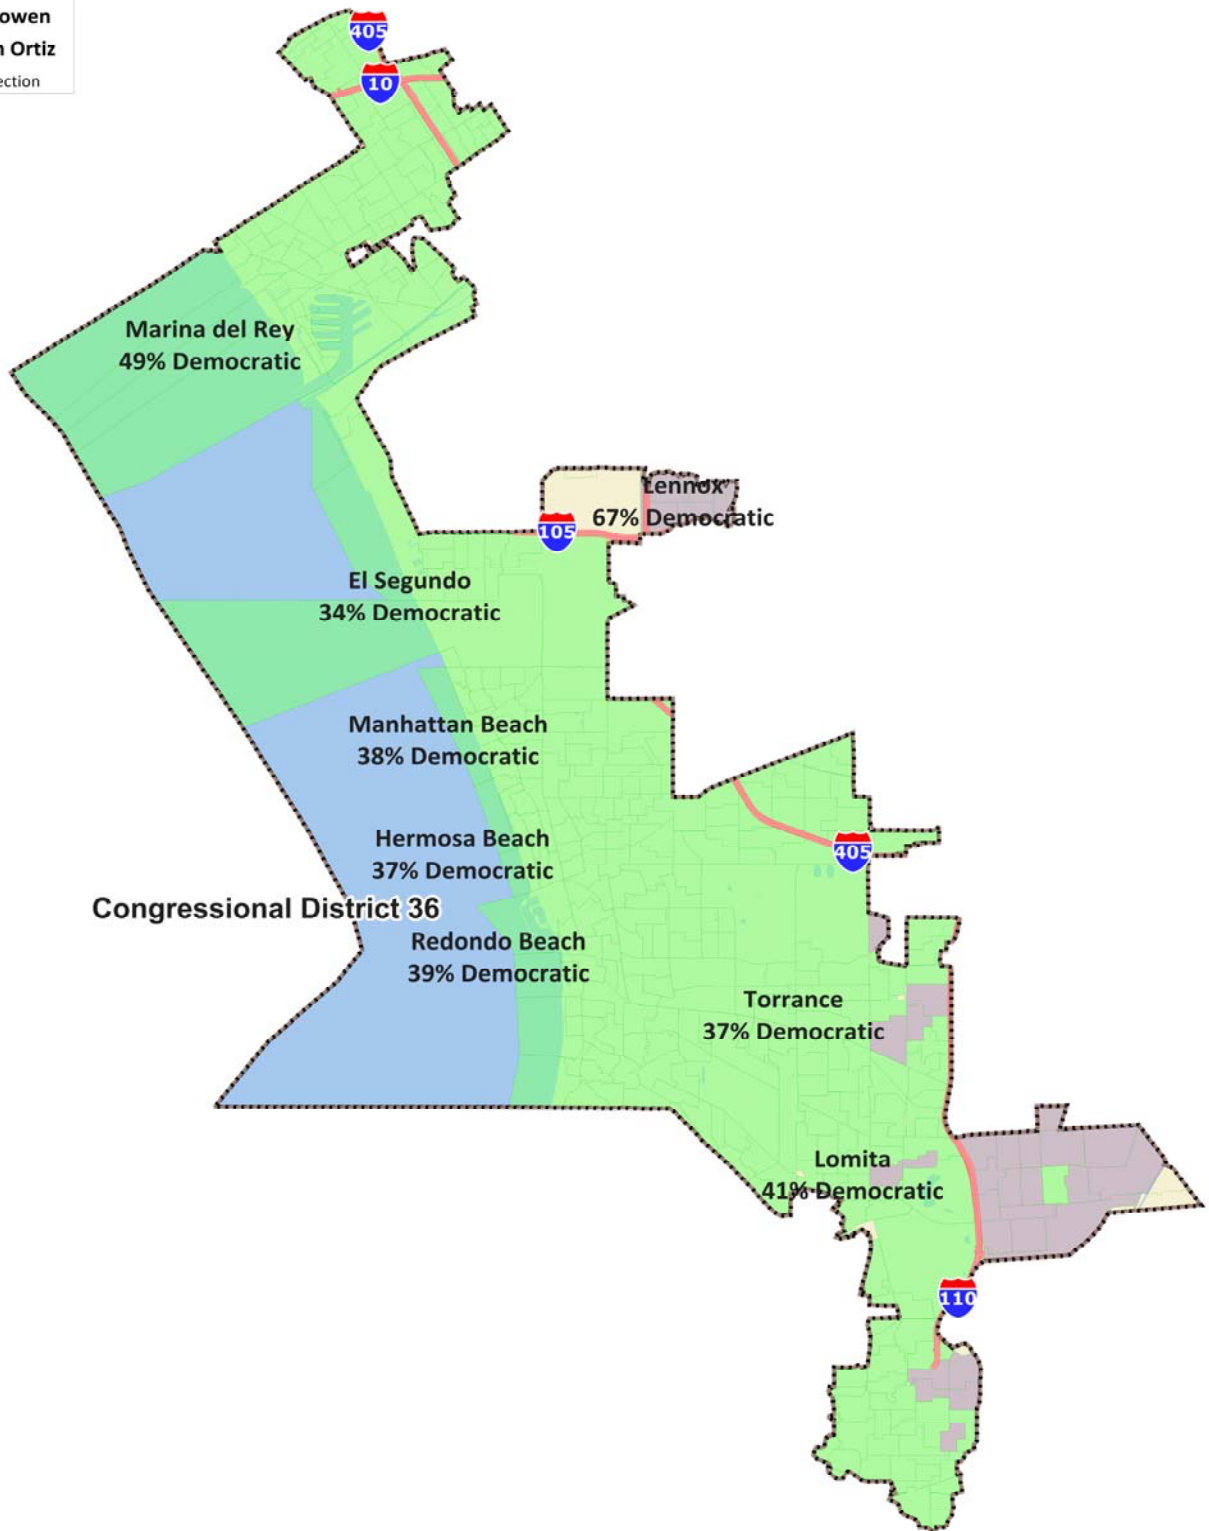 owen
Ortiz
ection
405
10
Marina del Rey
49% Democratic
Lennox
67% Democratic
105
El Segundo
34% Democratic
Manhattan Beach
38% Democratic
Hermosa Beach
37% Democratic
405
Congressional District 36
Redondo Beach
39% Democratic
Torrance
37% Democratic
Lomita
41% Democratic
110